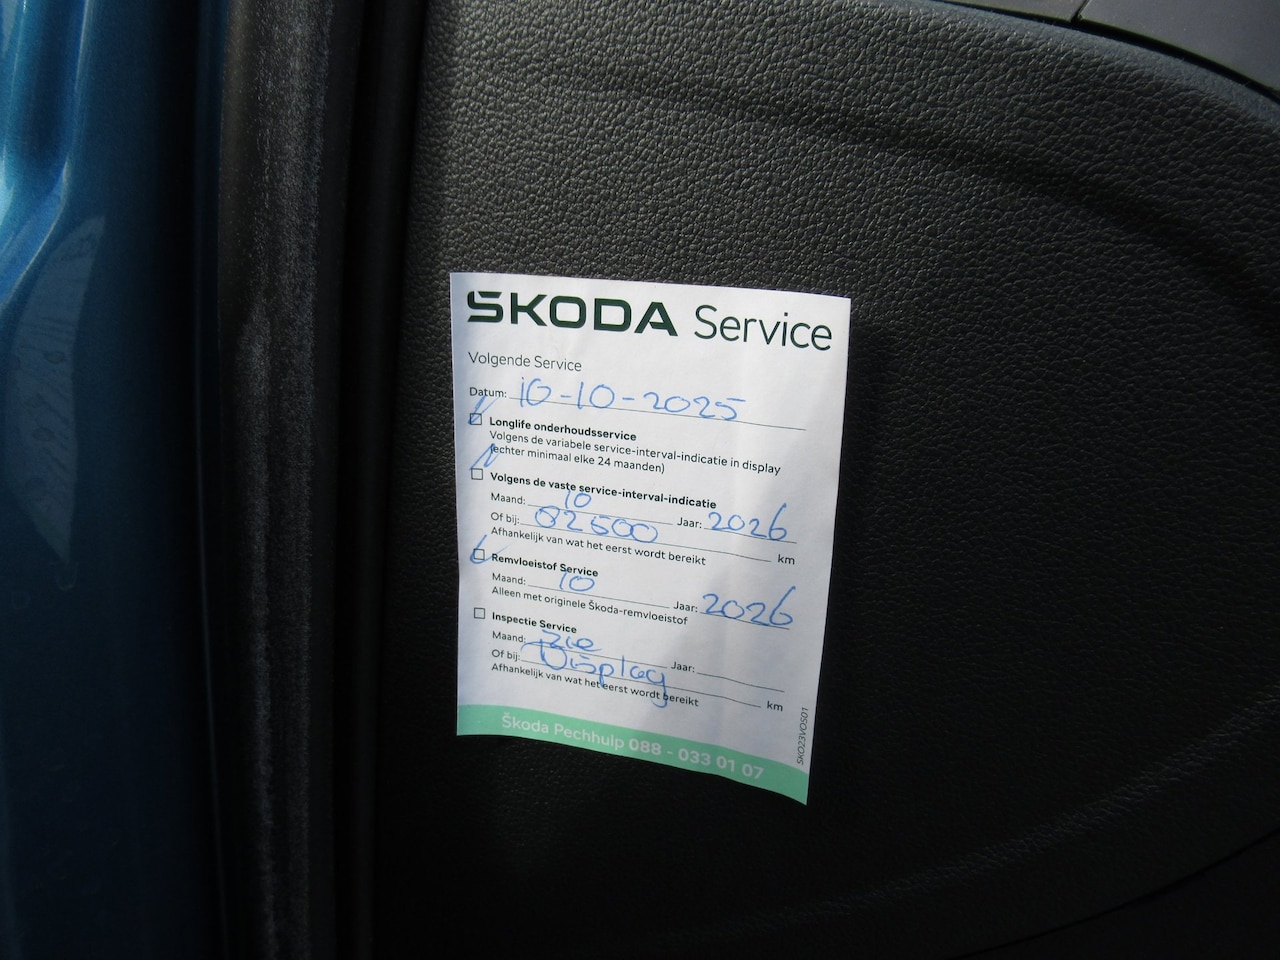 ŠKODA Service
Volgende Service
Datum: 10-10-2025
Longlife onderhoudsservice
Volgens de variabele service-interval-indicatie in display
(echter minimaal elke 24 maanden)
Volgens de vaste service-interval-indicatie
Maand: 10 Jaar: 2026
Of bij: 82500 km
Afhankelijk van wat het eerst wordt bereikt
Remvloeistof Service
Maand: 10 Jaar: 2026
Alleen met originele Škoda-remvloeistof
Inspectie Service
Maand: Zie Jaar:
Of bij: Display km
Afhankelijk van wat het eerst wordt bereikt
Škoda Pechhulp 088 - 033 01 07
SKO23VOS01